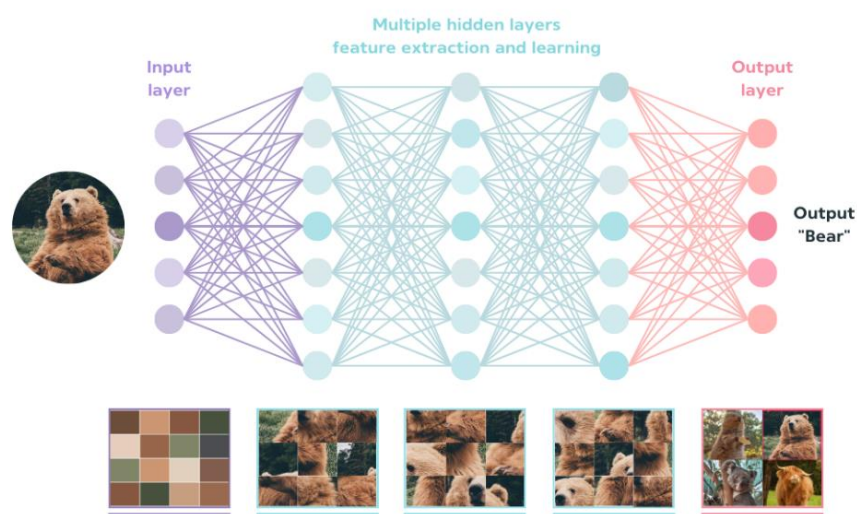 Multiple hidden layers
feature extraction and learning
Input
layer
Output
layer
Output
"Bear"